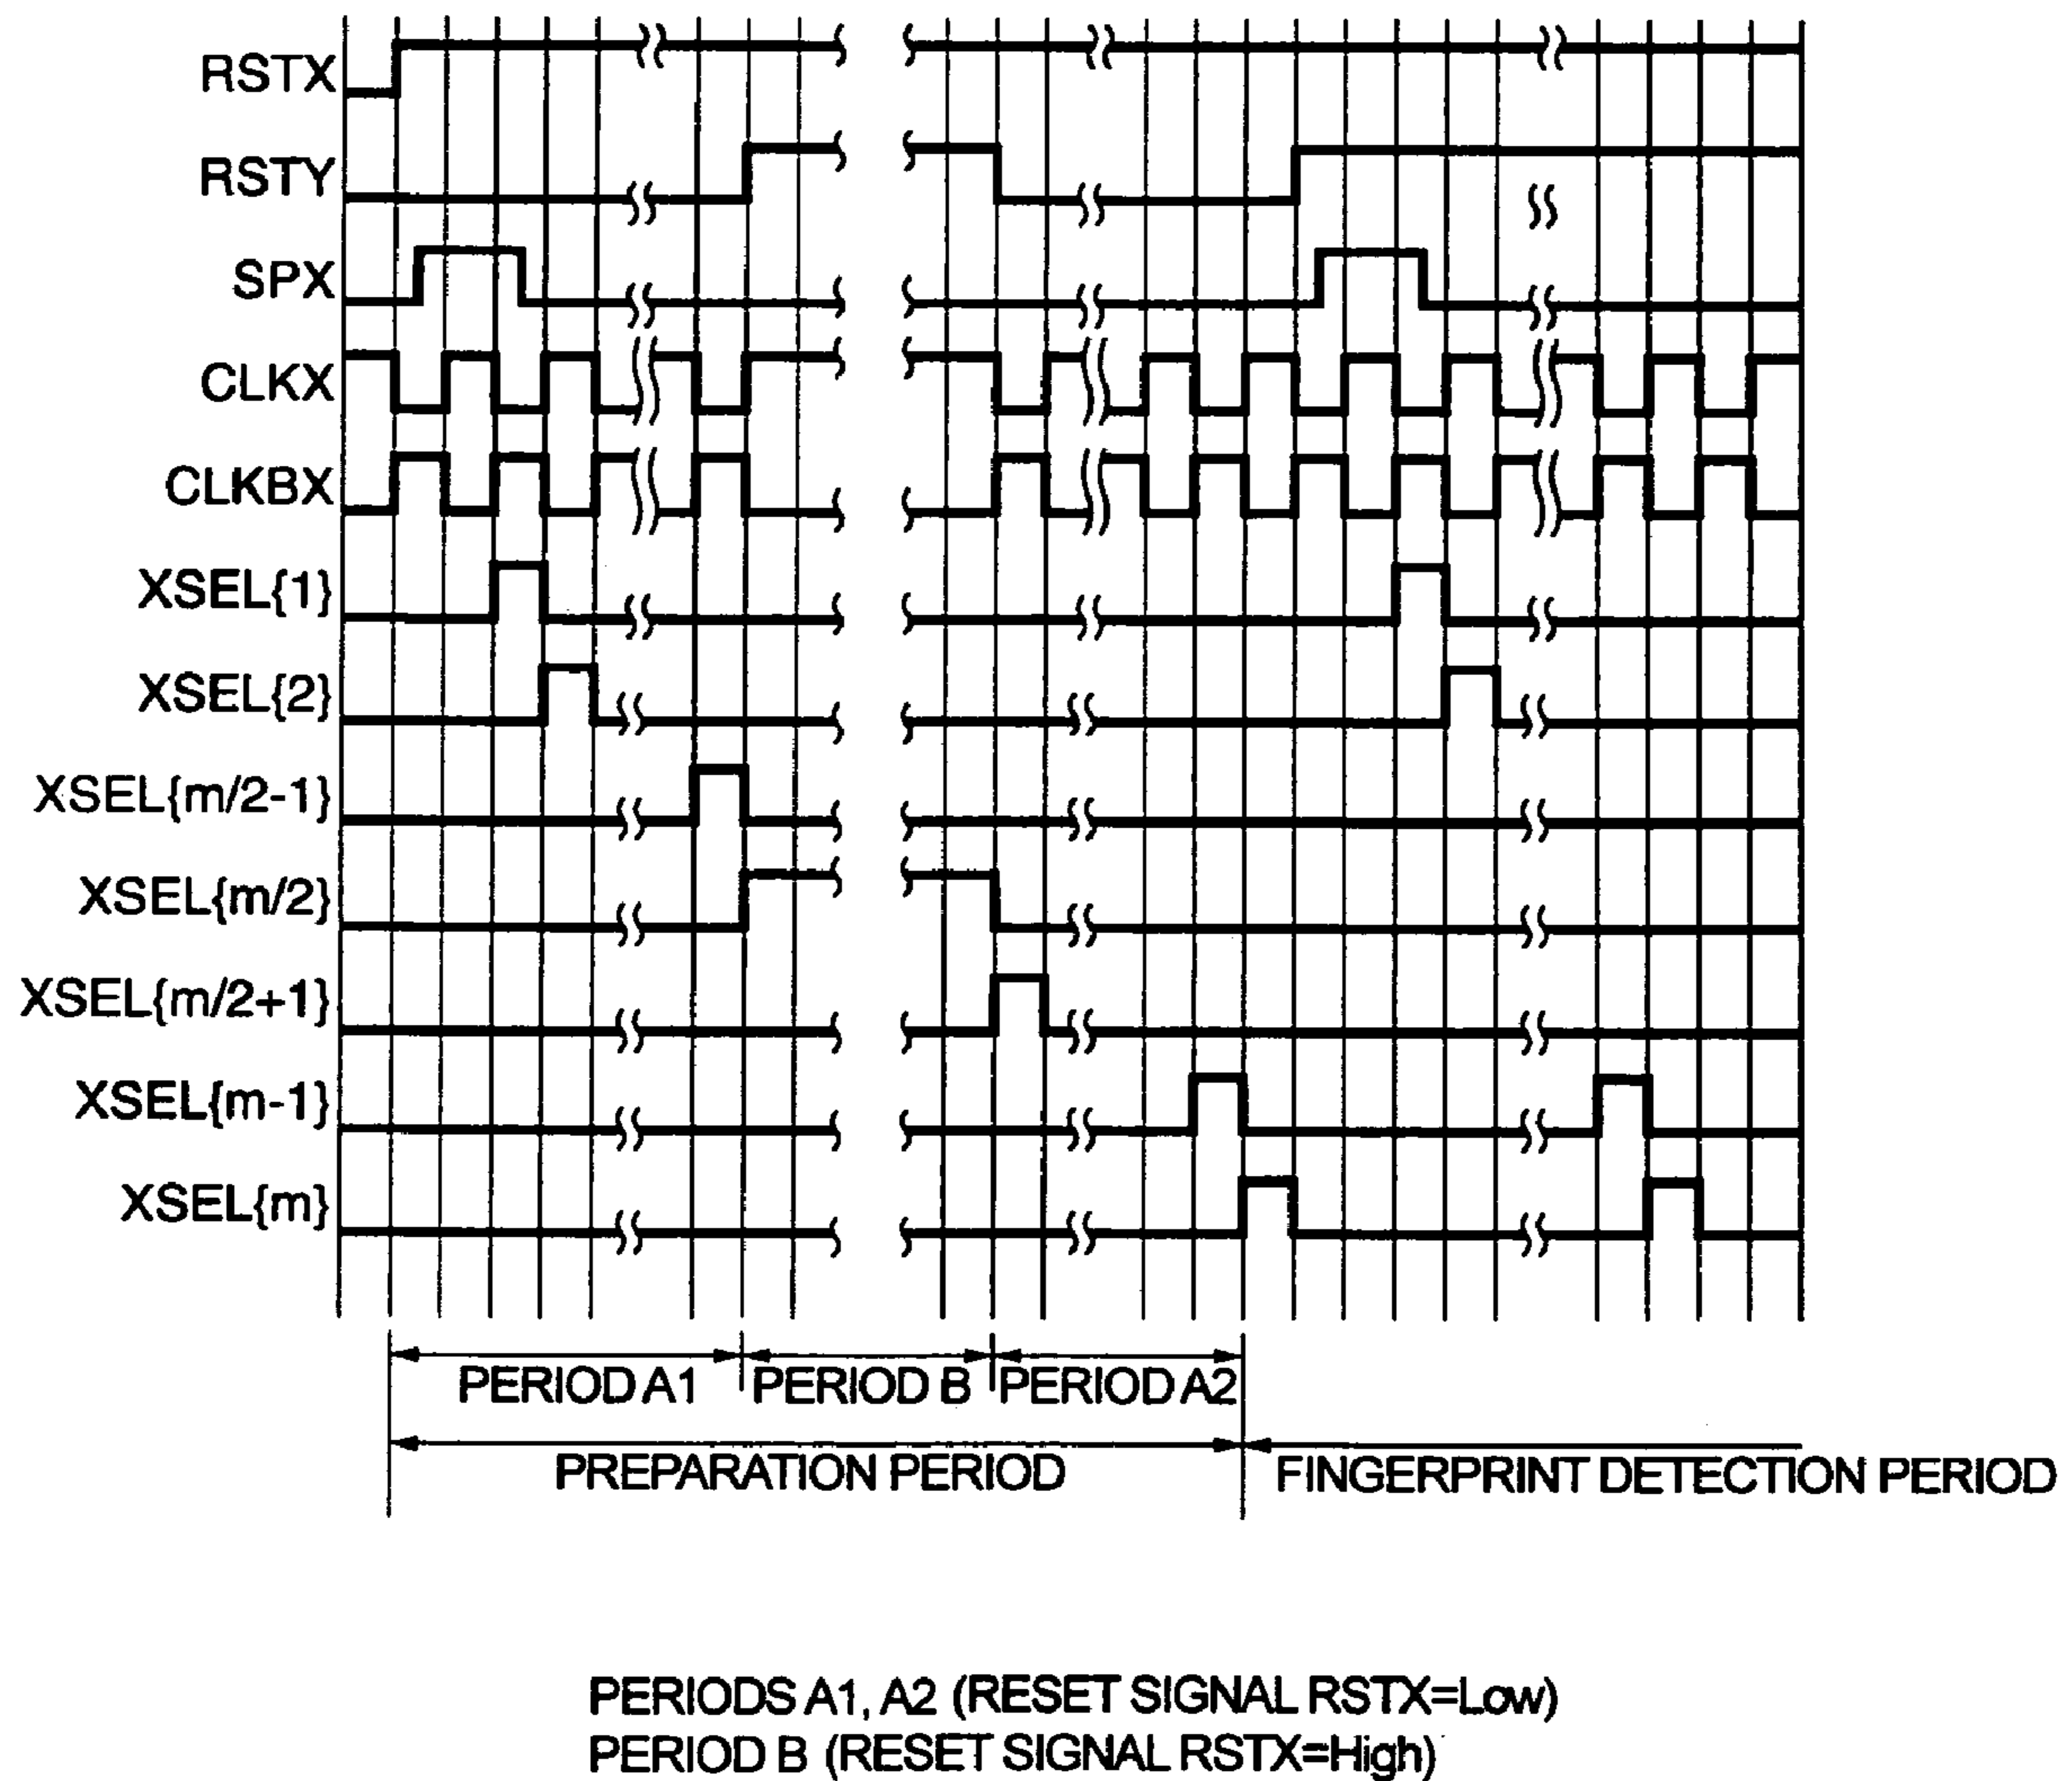 RSTX
RSTY
SPX
CLKX
CLKBX
XSEL{1}
XSEL{2}
XSEL{m/2-1}
XSEL{m/2}
XSEL{m/2+1}
XSEL{m-1}
XSEL{m}
PERIOD A1 PERIOD B PERIOD A2
PREPARATION PERIOD FINGERPRINT DETECTION PERIOD
PERIODS A1, A2 (RESET SIGNAL RSTX=Low)
PERIOD B (RESET SIGNAL RSTX=High)